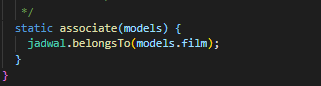 */
static associate(models) {
jadwal.belongsTo(models.film);
}
}